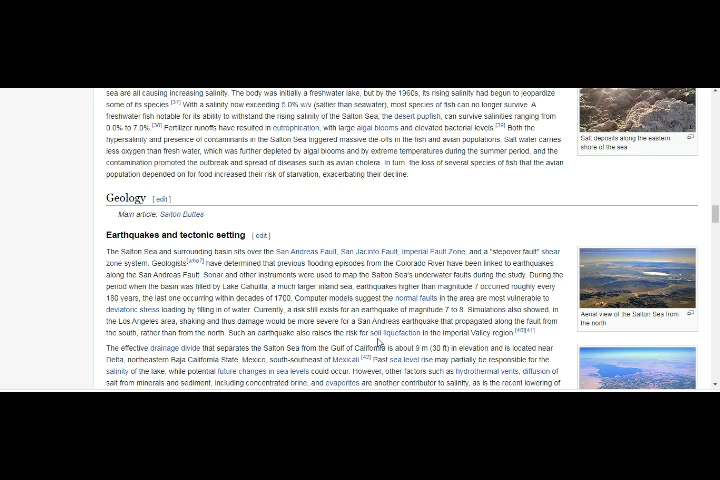 sea are all causing increasing salinity. The body was initially a freshwater lake, but by the 1960s, its rising salinity had begun to jeopardize
some of its species.[37] With a salinity now exceeding 5.0% w/v (saltier than seawater), most species of fish can no longer survive. A
freshwater fish notable for its ability to withstand the rising salinity of the Salton Sea, the desert pupfish, can survive salinities ranging from
0.0% to 7.0%.[38] Fertilizer runoffs have resulted in eutrophication, with large algal blooms and elevated bacterial levels.[39] Both the
hypersalinity and presence of contaminants in the Salton Sea triggered massive die-offs in the fish and avian populations. Salt water carries
less oxygen than fresh water, which was further depleted by algal blooms and by extreme temperatures during the summer period, and the
contamination promoted the outbreak and spread of diseases such as avian cholera. In turn, the loss of several species of fish that the avian
population depended on for food increased their risk of starvation, exacerbating their decline.
Salt deposits along the eastern
shore of the sea
Geology [ edit ]
Main article: Salton Buttes
Earthquakes and tectonic setting [ edit ]
The Salton Sea and surrounding basin sits over the San Andreas Fault, San Jacinto Fault, Imperial Fault Zone, and a "stepover fault" shear
zone system. Geologists[who?] have determined that previous flooding episodes from the Colorado River have been linked to earthquakes
along the San Andreas Fault. Sonar and other instruments were used to map the Salton Sea's underwater faults during the study. During the
period when the basin was filled by Lake Cahuilla, a much larger inland sea, earthquakes higher than magnitude 7 occurred roughly every
180 years, the last one occurring within decades of 1700. Computer models suggest the normal faults in the area are most vulnerable to
deviatoric stress loading by filling in of water. Currently, a risk still exists for an earthquake of magnitude 7 to 8. Simulations also showed, in
the Los Angeles area, shaking and thus damage would be more severe for a San Andreas earthquake that propagated along the fault from
the south, rather than from the north. Such an earthquake also raises the risk for soil liquefaction in the Imperial Valley region.[40][41]
Aerial view of the Salton Sea from
the north
The effective drainage divide that separates the Salton Sea from the Gulf of California is about 9 m (30 ft) in elevation and is located near
Delta, northeastern Baja California State, Mexico, south-southeast of Mexicali.[42] Past sea level rise may partially be responsible for the
salinity of the lake, while potential future changes in sea levels could occur. However, other factors such as hydrothermal vents, diffusion of
salt from minerals and sediment, including concentrated brine, and evaporites are another contributor to salinity, as is the recent lowering of